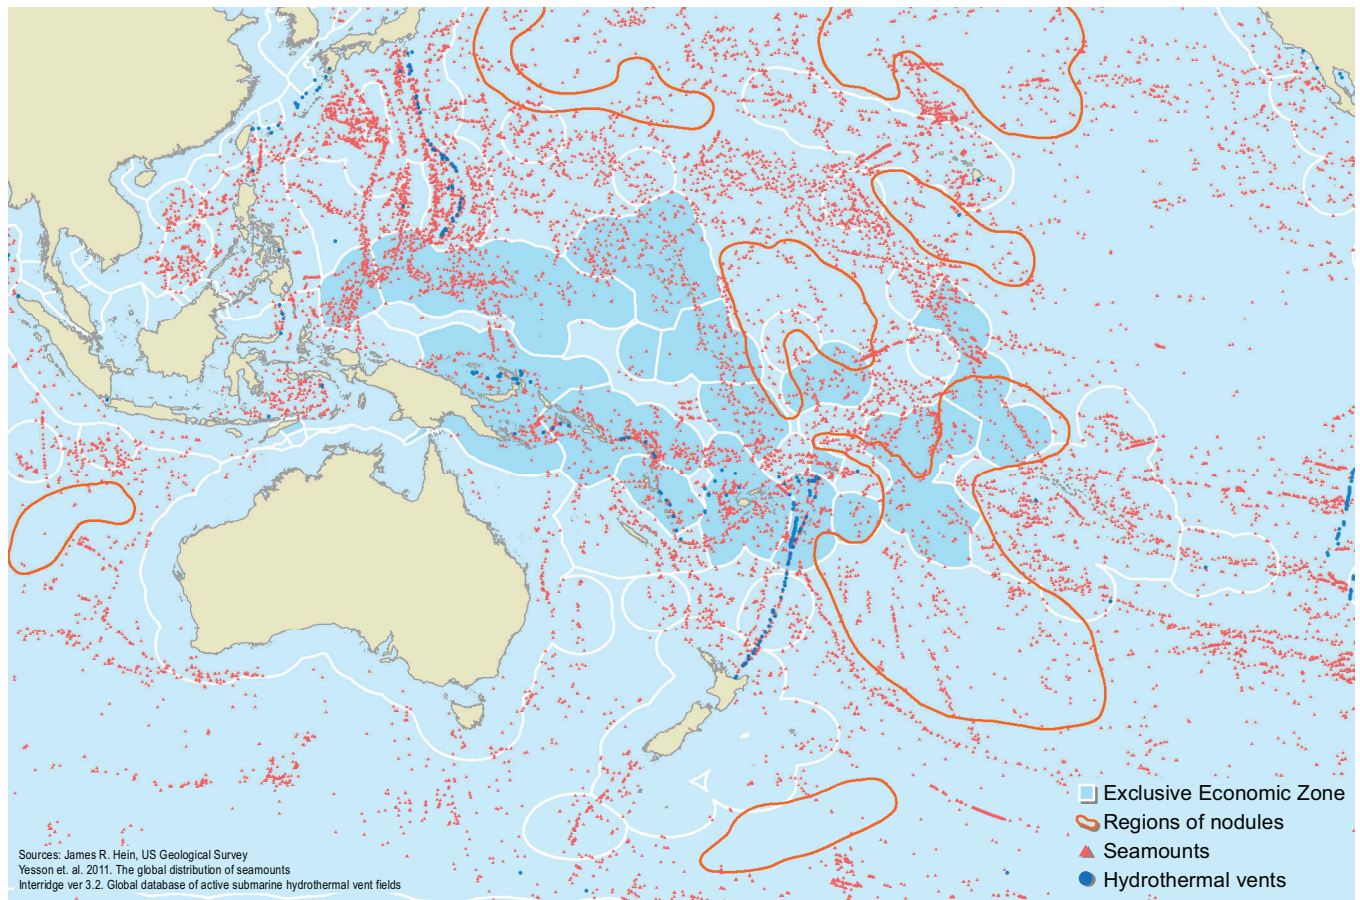 Exclusive Economic Zone
Regions of nodules
Seamounts
Hydrothermal vents
Sources: James R. Hein, US Geological Survey
Yesson et. al. 2011. The global distribution of seamounts
Interridge ver 3.2. Global database of active submarine hydrothermal vent fields